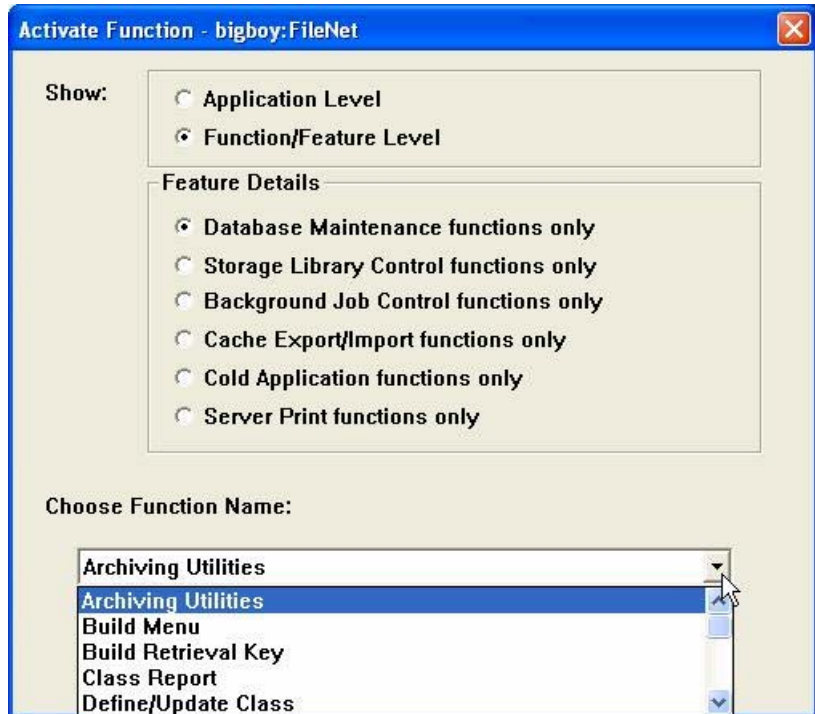 Activate Function - bigboy:FileNet
Show:
Application Level
Function/Feature Level
Feature Details
Database Maintenance functions only
Storage Library Control functions only
Background Job Control functions only
Cache Export/Import functions only
Cold Application functions only
Server Print functions only
Choose Function Name:
Archiving Utilities
Archiving Utilities
Build Menu
Build Retrieval Key
Class Report
Define/Update Class